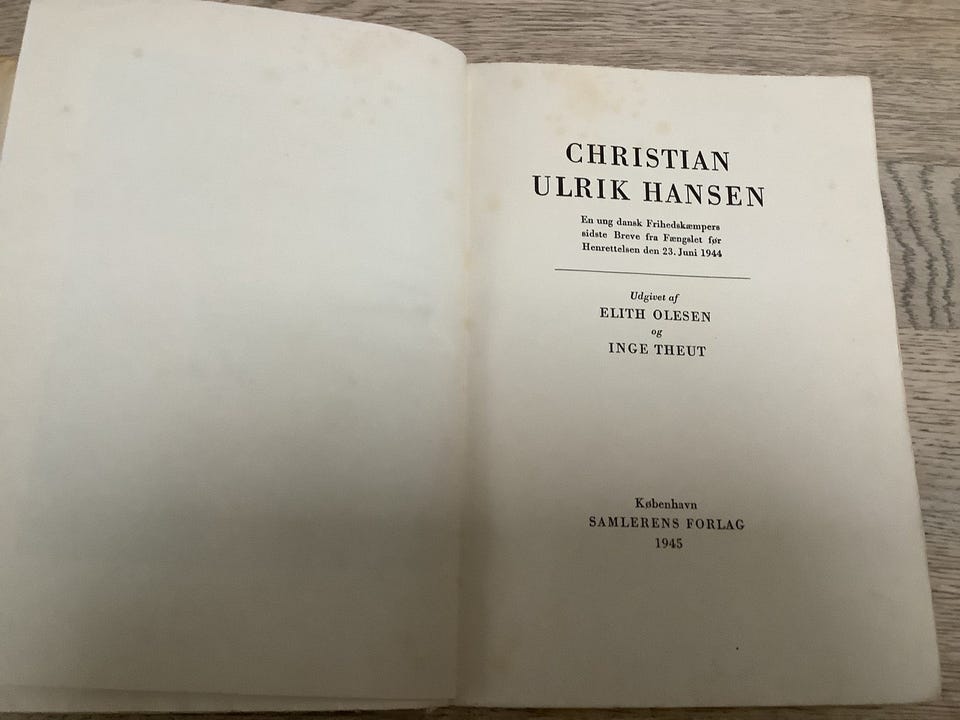 CHRISTIAN
ULRIK HANSEN
En ung dansk Frihedskæmpers
sidste Breve fra Fængslet før
Henrettelsen den 23. Juni 1944
Udgivet af
ELITH OLESEN
og
INGE THEUT
København
SAMLERENS FORLAG
1945